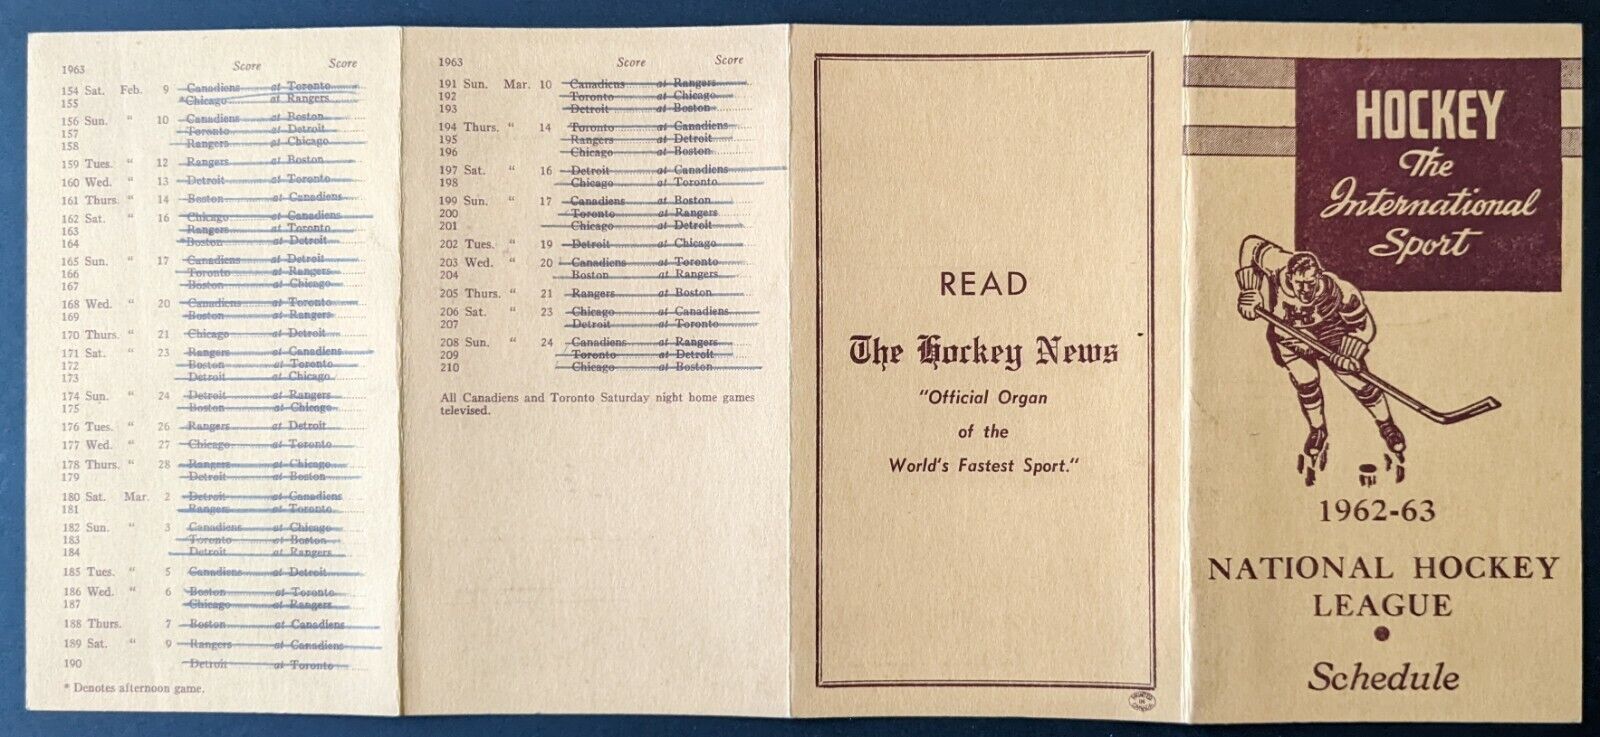 1963 Score Score
154 Sat. Feb. 9 Canadiens at Toronto
155 *Chicago at Rangers
156 Sun. " 10 Canadiens at Boston
157 Toronto at Detroit
158 Rangers at Chicago
159 Tues. " 12 Rangers at Boston
160 Wed. " 13 Detroit at Toronto
161 Thurs. " 14 Boston at Canadiens
162 Sat. " 16 Chicago at Canadiens
163 Rangers at Toronto
164 *Boston at Detroit
165 Sun. " 17 Canadiens at Detroit
166 Toronto at Rangers
167 Boston at Chicago
168 Wed. " 20 Canadiens at Toronto
169 Boston at Rangers
170 Thurs. " 21 Chicago at Detroit
171 Sat. " 23 Rangers at Canadiens
172 Boston at Toronto
173 Detroit at Chicago
174 Sun. " 24 Detroit at Rangers
175 Boston at Chicago
176 Tues. " 26 Rangers at Detroit
177 Wed. " 27 Chicago at Toronto
178 Thurs. " 28 Rangers at Chicago
179 Detroit at Boston
180 Sat. Mar. 2 Detroit at Canadiens
181 Rangers at Toronto
182 Sun. " 3 Canadiens at Chicago
183 Toronto at Boston
184 Detroit at Rangers
185 Tues. " 5 Canadiens at Detroit
186 Wed. " 6 Boston at Toronto
187 Chicago at Rangers
188 Thurs. 7 Boston at Canadiens
189 Sat. " 9 Rangers at Canadiens
190 Detroit at Toronto
* Denotes afternoon game.
1963 Score Score
191 Sun. Mar. 10 Canadiens at Rangers
192 Toronto at Chicago
193 Detroit at Boston
194 Thurs. " 14 Toronto at Canadiens
195 Rangers at Detroit
196 Chicago at Boston
197 Sat. " 16 Detroit at Canadiens
198 Chicago at Toronto
199 Sun. " 17 Canadiens at Boston
200 Toronto at Rangers
201 Chicago at Detroit
202 Tues. " 19 Detroit at Chicago
203 Wed. " 20 Canadiens at Toronto
204 Boston at Rangers
205 Thurs. " 21 Rangers at Boston
206 Sat. " 23 Chicago at Canadiens
207 Detroit at Toronto
208 Sun. " 24 Canadiens at Rangers
209 Toronto at Detroit
210 Chicago at Boston
All Canadiens and Toronto Saturday night home games
televised.
READ
The Hockey News
"Official Organ
of the
World's Fastest Sport."
PRINTED
IN
CANADA
HOCKEY
The
International
Sport
H
1962-63
NATIONAL HOCKEY
LEAGUE
•
Schedule